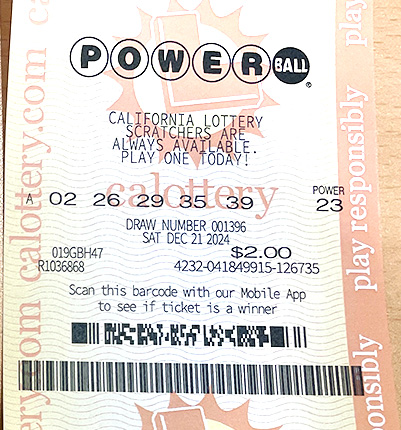 POWER BALL
CALIFORNIA LOTTERY
SCRATCHERS ARE
ALWAYS AVAILABLE.
PLAY ONE TODAY!
calottery
A 02 26 29 35 39 POWER 23
DRAW NUMBER 001396
SAT DEC 21 2024
019GBH47 $2.00
R1036868 4232-041849915-126735
Scan this barcode with our Mobile App
to see if ticket is a winner
calottery.com
play responsibly